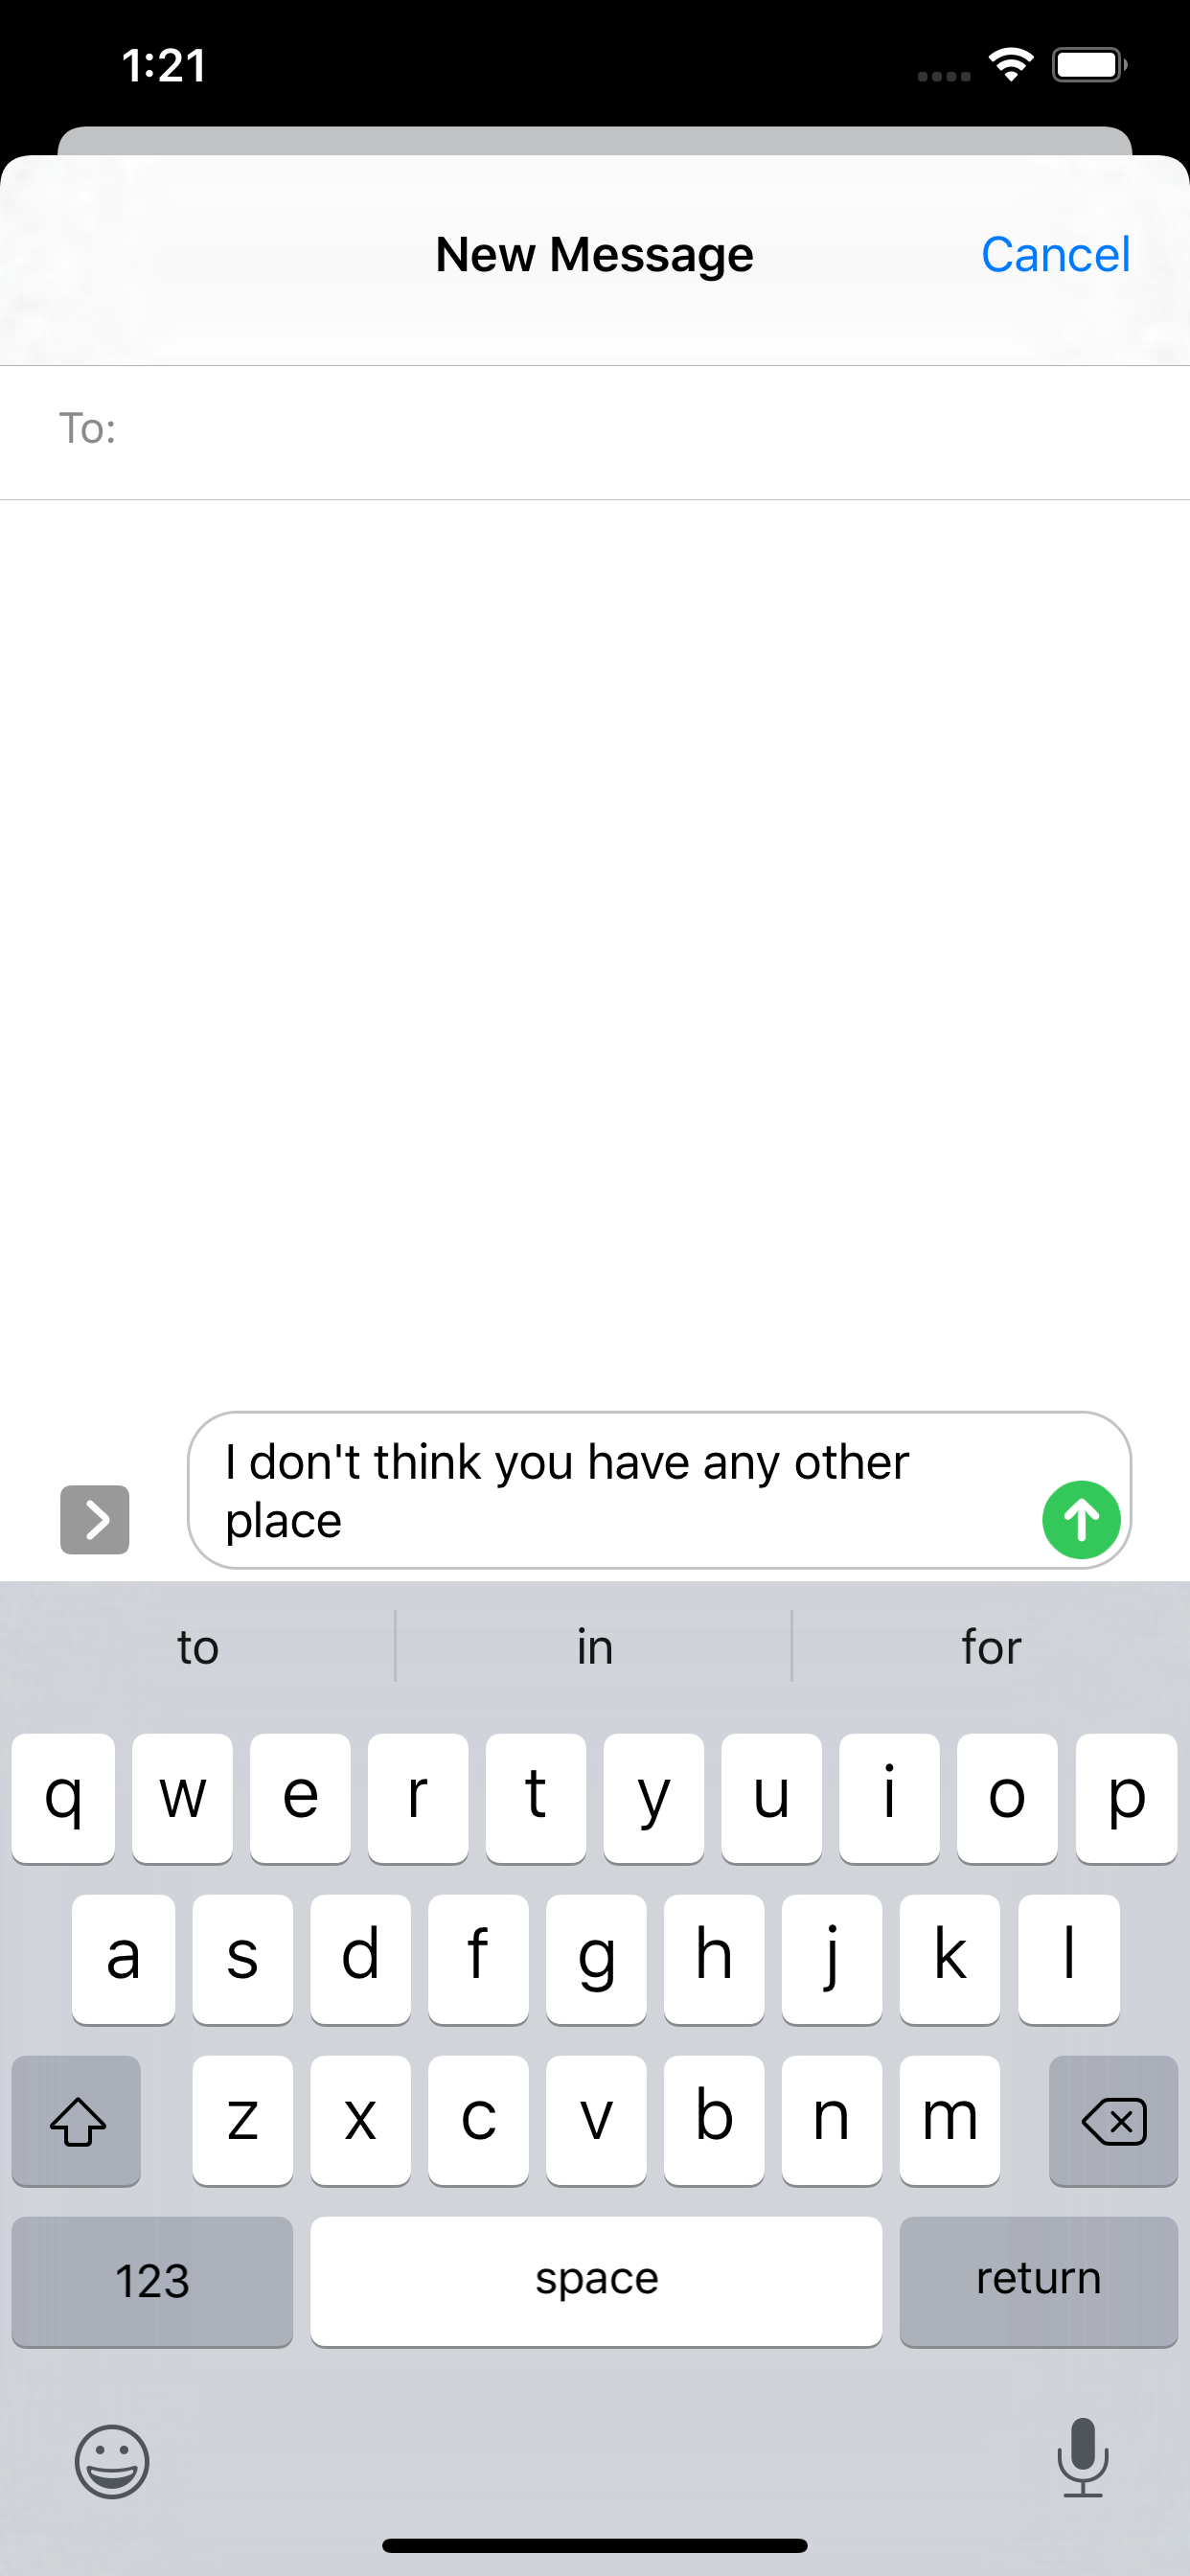 1:21
New Message
Cancel
To:
I don't think you have any other
place
to in for
q w e r t y u i o p
a s d f g h j k l
z x c v b n m
123 space return